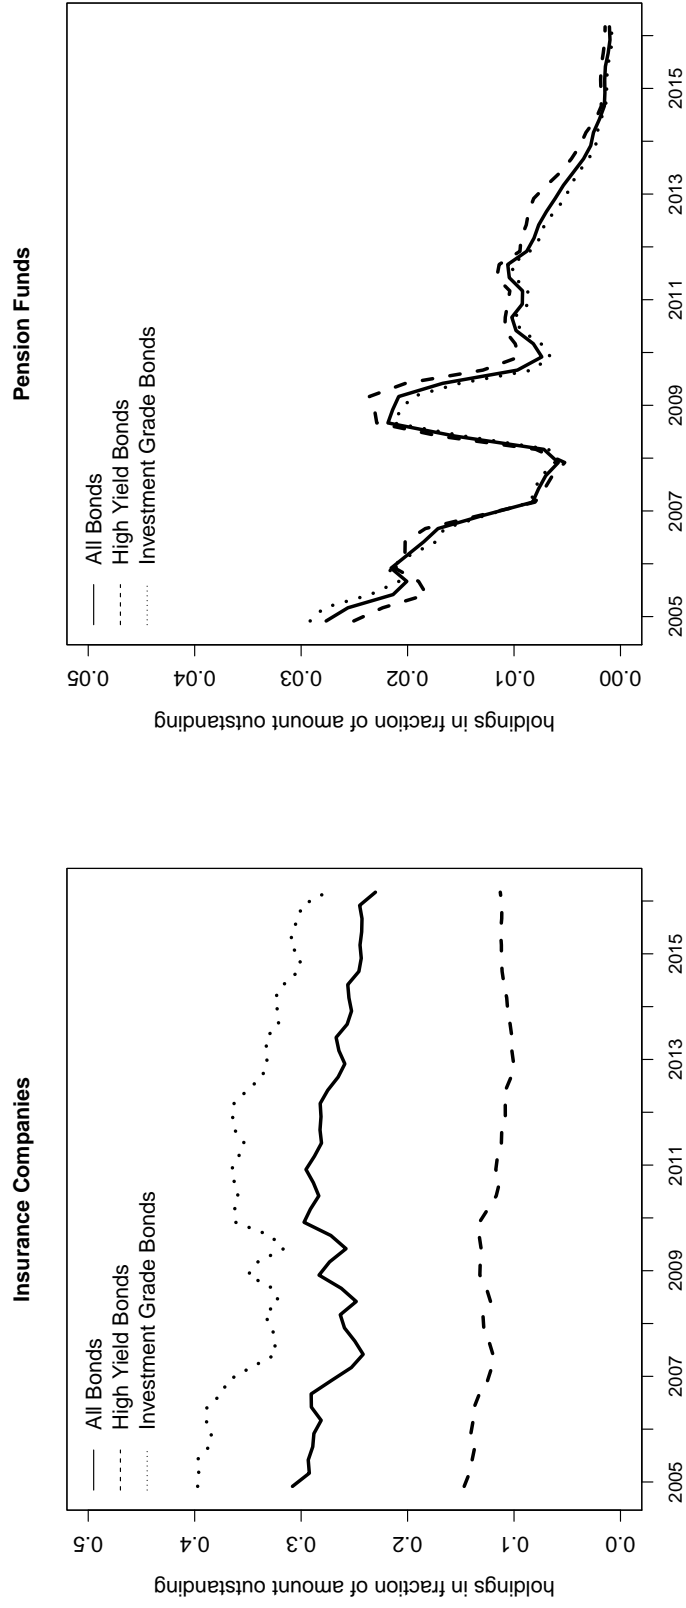 Insurance Companies
All Bonds
High Yield Bonds
Investment Grade Bonds
holdings in fraction of amount outstanding
0.5
0.4
0.3
0.2
0.1
0.0
2005
2007
2009
2011
2013
2015
Pension Funds
All Bonds
High Yield Bonds
Investment Grade Bonds
holdings in fraction of amount outstanding
0.05
0.04
0.03
0.02
0.01
0.00
2005
2007
2009
2011
2013
2015